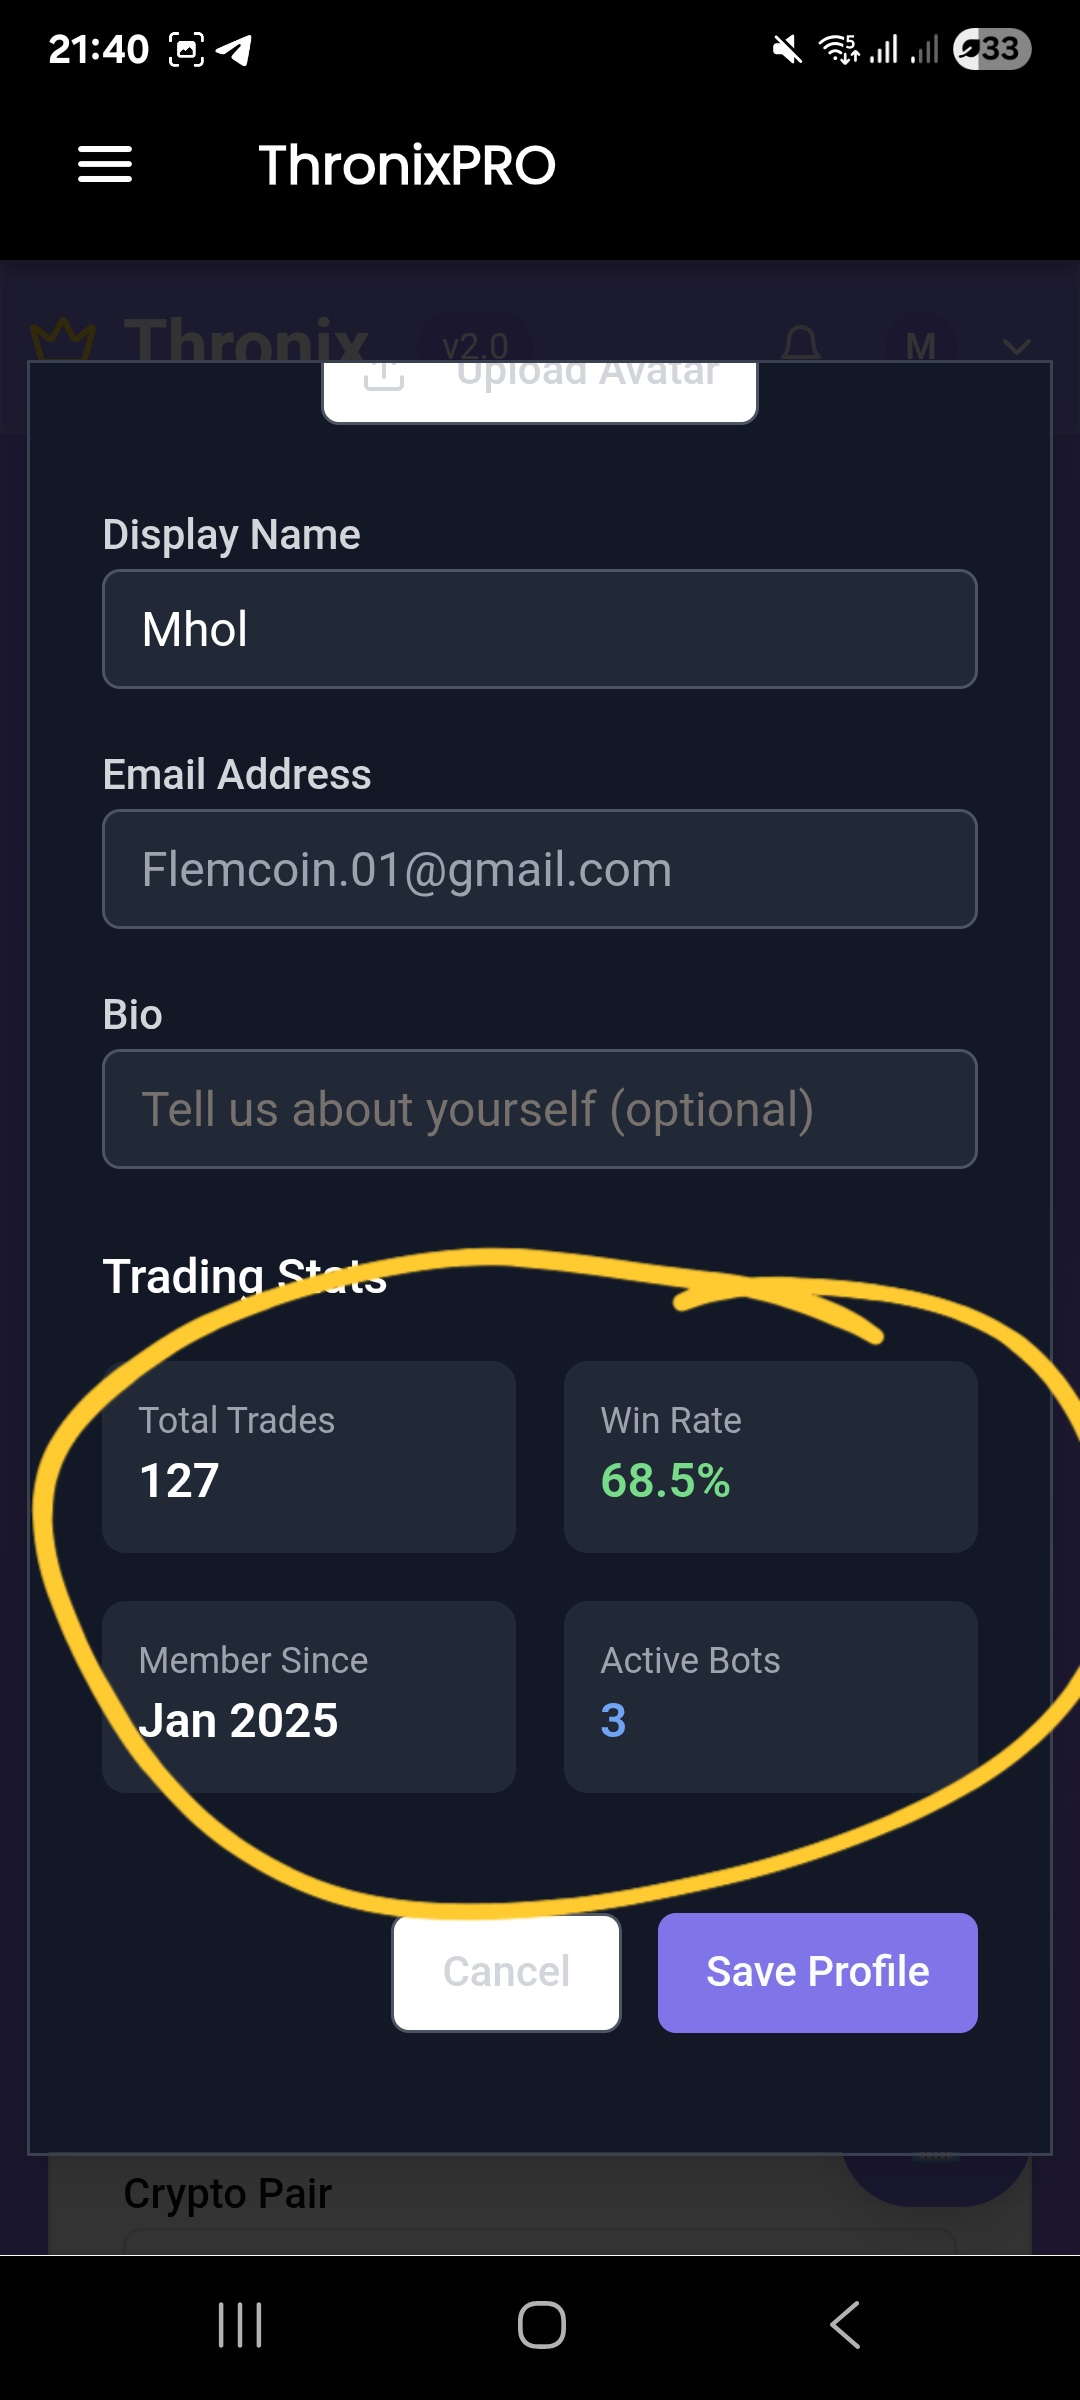 21:40
5
33
ThronixPRO
Thronix v2.0 M
Upload Avatar
Display Name
Mhol
Email Address
Flemcoin.01@gmail.com
Bio
Tell us about yourself (optional)
Trading Stats
Total Trades
127
Win Rate
68.5%
Member Since
Jan 2025
Active Bots
3
Cancel
Save Profile
Crypto Pair